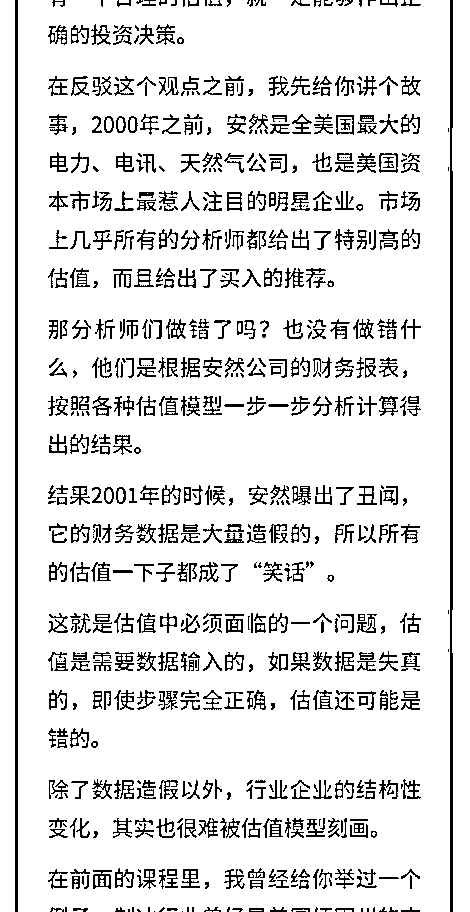 确的投资决策。
在反驳这个观点之前，我先给你讲个故
事，2000年之前，安然是全美国最大的
电力、电讯、天然气公司，也是美国资
本市场上最惹人注目的明星企业。市场
上几乎所有的分析师都给出了特别高的
估值，而且给出了买入的推荐。
那分析师们做错了吗？也没有做错什
么，他们是根据安然公司的财务报表，
按照各种估值模型一步一步分析计算得
出的结果。
结果2001年的时候，安然曝出了丑闻，
它的财务数据是大量造假的，所以所有
的估值一下子都成了“笑话”。
这就是估值中必须面临的一个问题，估
值是需要数据输入的，如果数据是失真
的，即使步骤完全正确，估值还可能是
错的。
除了数据造假以外，行业企业的结构性
变化，其实也很难被估值模型刻画。
在前面的课程里，我曾经给你举过一个